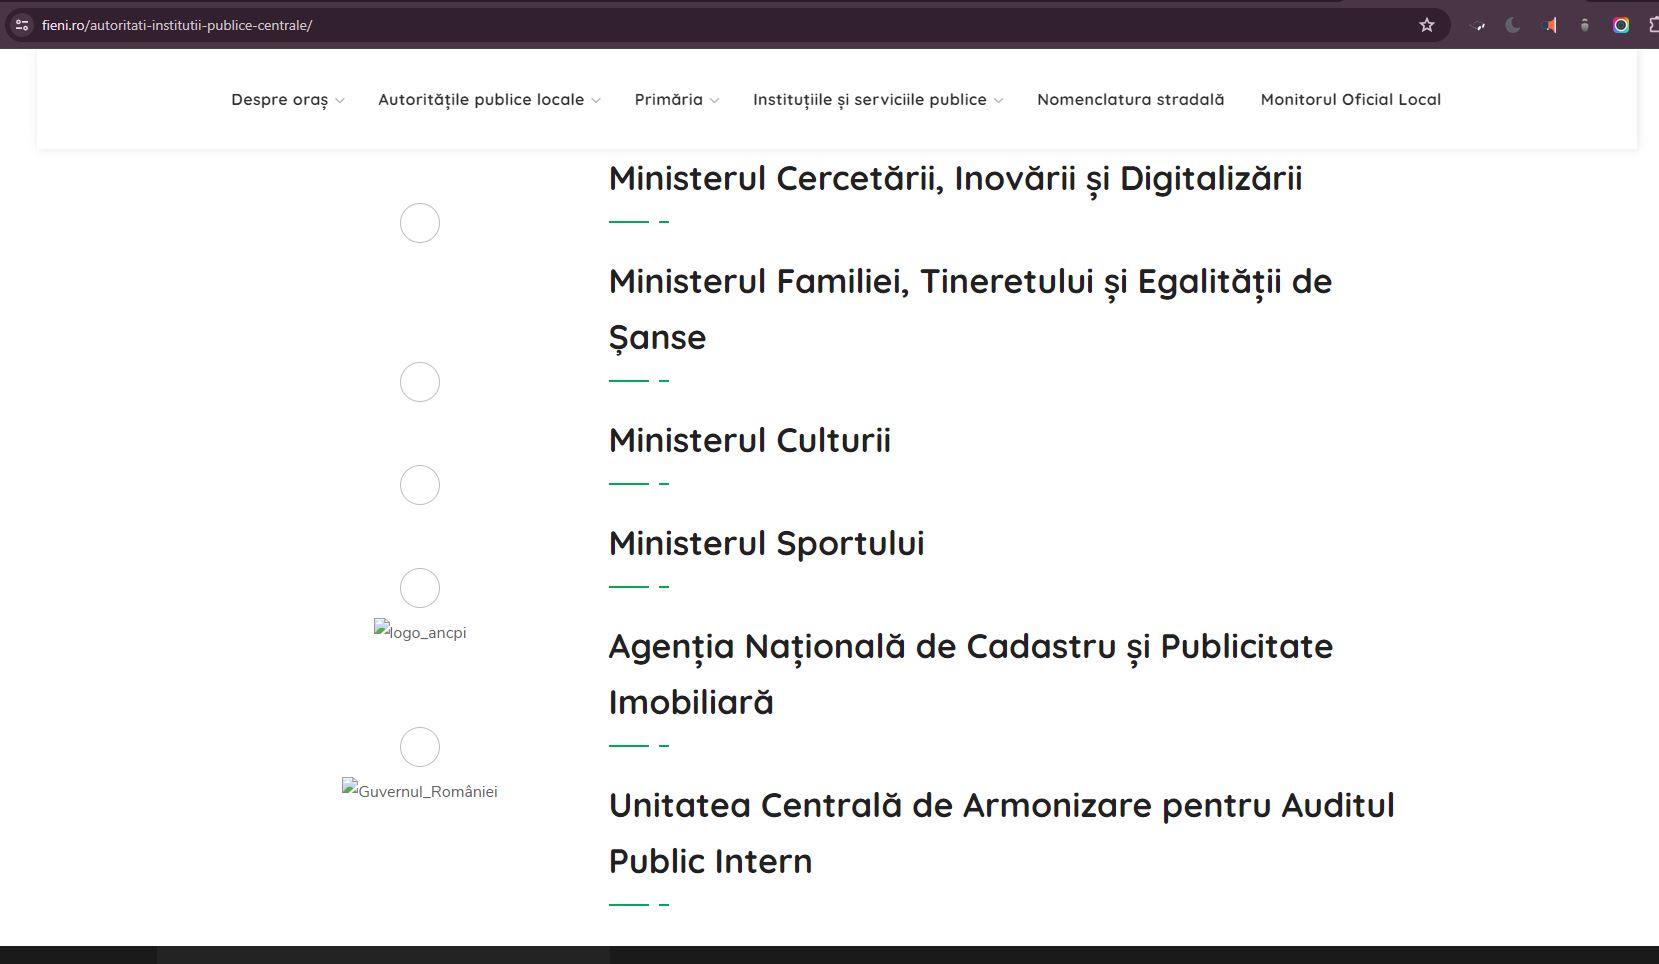 fieni.ro/autoritati-institutii-publice-centrale/
Despre oraș Autoritățile publice locale Primăria Instituțiile și serviciile publice Nomenclatura stradală Monitorul Oficial Local
Ministerul Cercetării, Inovării și Digitalizării
Ministerul Familiei, Tineretului și Egalității de
Șanse
Ministerul Culturii
Ministerul Sportului
logo_ancpi
Agenția Națională de Cadastru și Publicitate
Imobiliară
Guvernul_României
Unitatea Centrală de Armonizare pentru Auditul
Public Intern